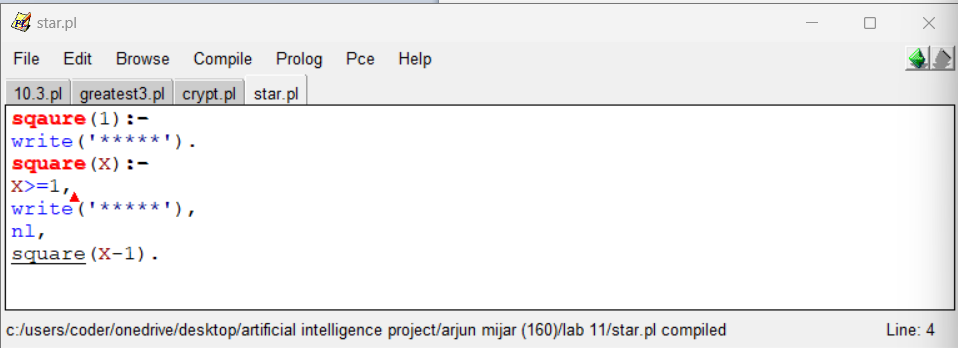 star.pl
File Edit Browse Compile Prolog Pce Help
10.3.pl greatest3.pl crypt.pl star.pl
sqaure(1):-
write('*****').
square(X):-
X>=1,
write('*****'),
nl,
square(X-1).
c:/users/coder/onedrive/desktop/artificial intelligence project/arjun mijar (160)/lab 11/star.pl compiled Line: 4